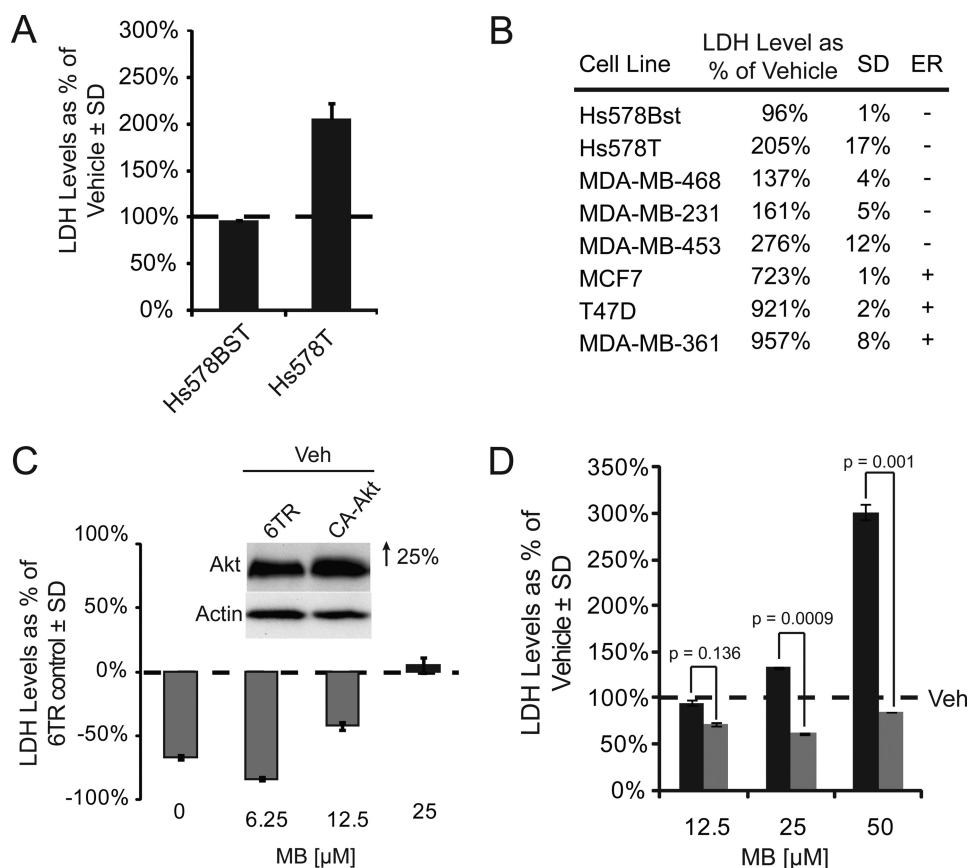 A
LDH Levels as % of
Vehicle ± SD
300%
250%
200%
150%
100%
50%
0%
Hs578BST
Hs578T
B
Cell Line LDH Level as % of Vehicle SD ER
Hs578Bst 96% 1% -
Hs578T 205% 17% -
MDA-MB-468 137% 4% -
MDA-MB-231 161% 5% -
MDA-MB-453 276% 12% -
MCF7 723% 1% +
T47D 921% 2% +
MDA-MB-361 957% 8% +
C
Veh
6TR CA-Akt
Akt
↑ 25%
Actin
LDH Levels as % of
6TR control ± SD
100%
50%
0%
-50%
-100%
0 6.25 12.5 25
MB [µM]
D
LDH Levels as % of
Vehicle ± SD
350%
300%
250%
200%
150%
100%
50%
0%
p = 0.136
p = 0.0009
p = 0.001
Veh
12.5 25 50
MB [µM]